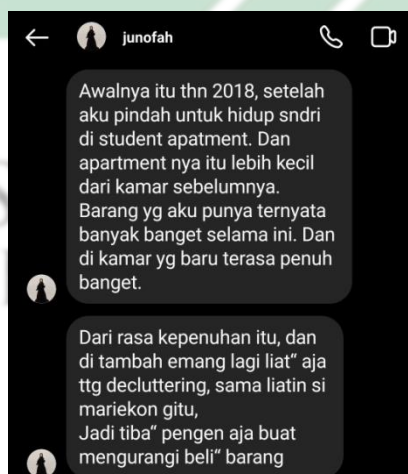 junofah
Awalnya itu thn 2018, setelah
aku pindah untuk hidup sndri
di student apatment. Dan
apartment nya itu lebih kecil
dari kamar sebelumnya.
Barang yg aku punya ternyata
banyak banget selama ini. Dan
di kamar yg baru terasa penuh
banget.
Dari rasa kepenuhan itu, dan
di tambah emang lagi liat“ aja
ttg decluttering, sama liatin si
mariekon gitu,
Jadi tiba“ pengen aja buat
mengurangi beli“ barang